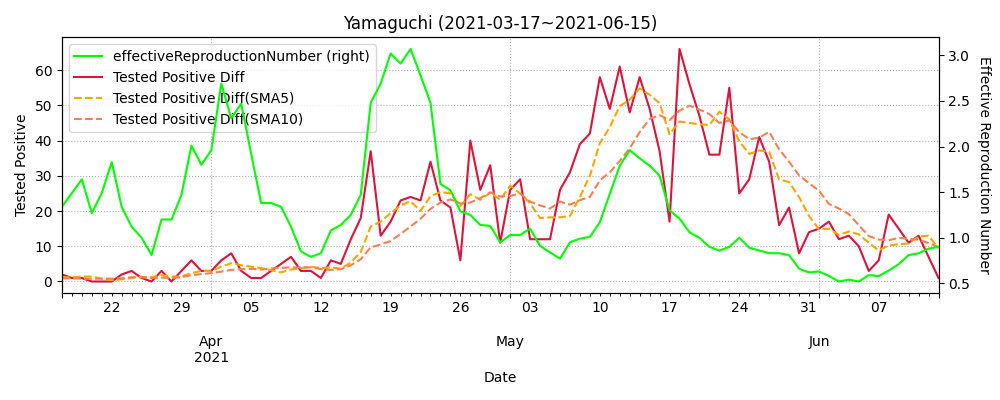 Yamaguchi (2021-03-17~2021-06-15)
effectiveReproductionNumber (right)
Tested Positive Diff
Tested Positive Diff(SMA5)
Tested Positive Diff(SMA10)
Tested Positive
60
50
40
30
20
10
0
3.0
2.5
2.0
1.5
1.0
0.5
Effective Reproduction Number
22 29 05 12 19 26 03 10 17 24 31 07
Apr May Jun
2021
Date